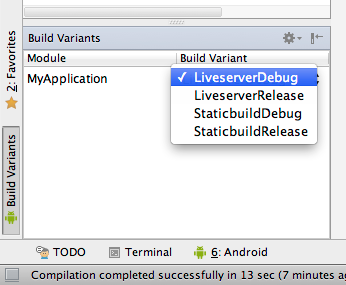 Build Variants
Module Build Variant
MyApplication ✓ LiveserverDebug
LiveserverRelease
StaticbuildDebug
StaticbuildRelease
2: Favorites
Build Variants
TODO Terminal 6: Android
Compilation completed successfully in 13 sec (7 minutes ag